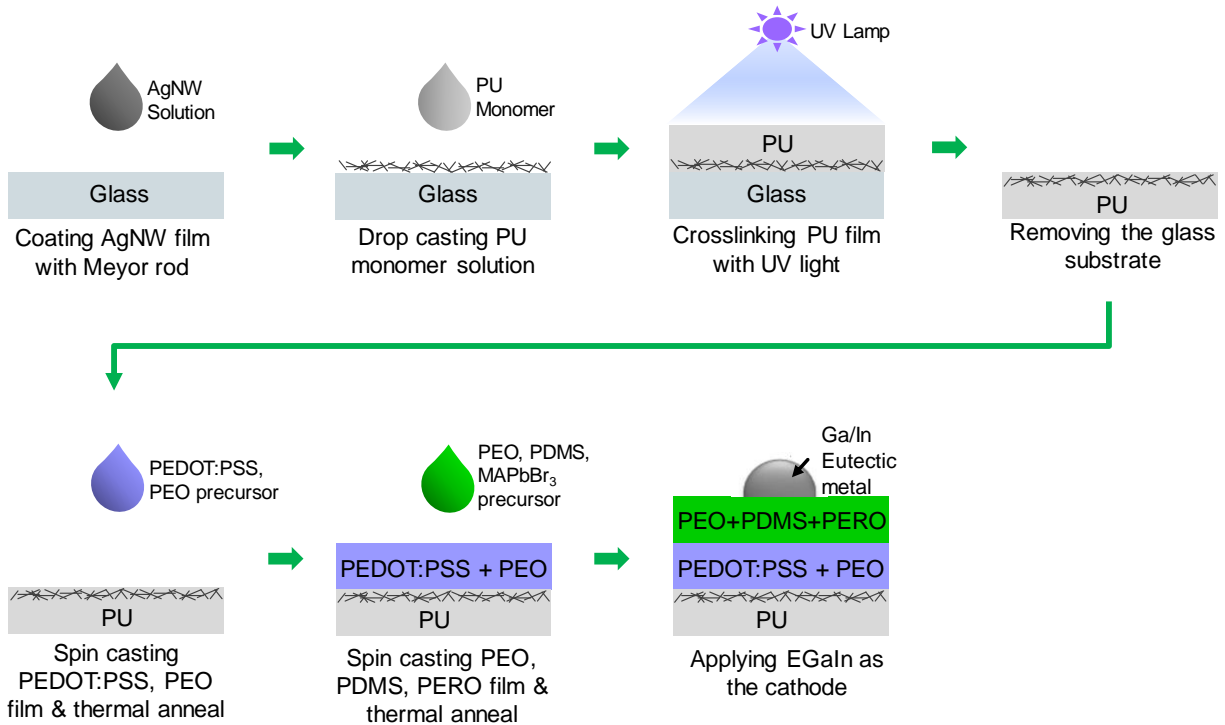 AgNW
Solution
Glass
Coating AgNW film
with Meyor rod
PU
Monomer
Glass
Drop casting PU
monomer solution
UV Lamp
PU
Glass
Crosslinking PU film
with UV light
PU
Removing the glass
substrate
PEDOT:PSS,
PEO precursor
PU
Spin casting
PEDOT:PSS, PEO
film & thermal anneal
PEO, PDMS,
MAPbBr₃
precursor
PEDOT:PSS + PEO
PU
Spin casting PEO,
PDMS, PERO film &
thermal anneal
Ga/In
Eutectic
metal
PEO+PDMS+PERO
PEDOT:PSS + PEO
PU
Applying EGaIn as
the cathode